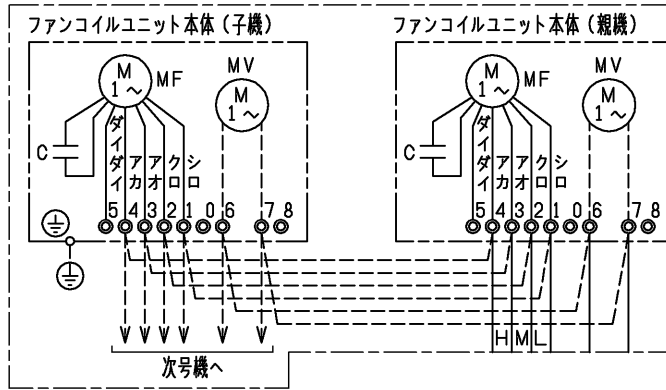 ファンコイルユニット本体(子機)
ファンコイルユニット本体(親機)
M
1~
MF
MV
M
1~
C
ダイダイ
アカ
アオ
クロ
シロ
5 4 3 2 1 0 6 7 8
M
1~
MF
MV
M
1~
C
ダイダイ
アカ
アオ
クロ
シロ
5 4 3 2 1 0 6 7 8
H M L
次号機へ